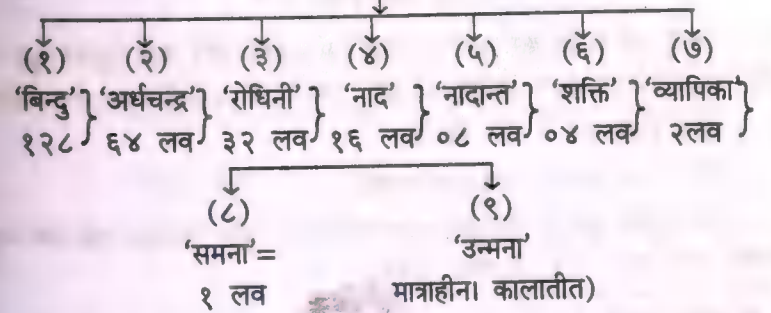 (१) (२) (३) (४) (५) (६) (७)
‘बिन्दु’} ‘अर्धचन्द्र’} ‘रोधिनी’} ‘नाद’} ‘नादान्त’} ‘शक्ति’} ‘व्यापिका’}
१२८ ६४ लव ३२ लव १६ लव ०८ लव ०४ लव २लव
(८) (९)
‘समना’= ‘उन्मना’
१ लव मात्राहीन। कालातीत)